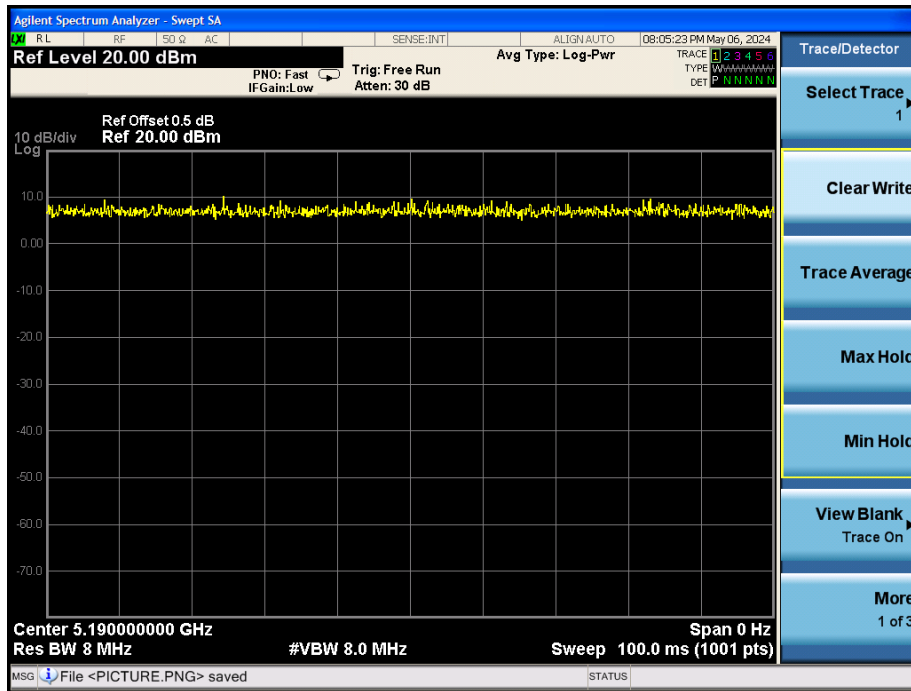 Agilent Spectrum Analyzer - Swept SA
LXI RL RF 50 Ω AC SENSE:INT ALIGN AUTO 08:05:23 PM May 06, 2024
Ref Level 20.00 dBm
PNO: Fast
IFGain:Low
Trig: Free Run
Atten: 30 dB
Avg Type: Log-Pwr
TRACE 1 2 3 4 5 6
TYPE
DET P N N N N N
Ref Offset 0.5 dB
10 dB/div Ref 20.00 dBm
Log
10.0
0.00
-10.0
-20.0
-30.0
-40.0
-50.0
-60.0
-70.0
Center 5.190000000 GHz Span 0 Hz
Res BW 8 MHz #VBW 8.0 MHz Sweep 100.0 ms (1001 pts)
MSG File <PICTURE.PNG> saved STATUS
Trace/Detector
Select Trace
1
Clear Write
Trace Average
Max Hold
Min Hold
View Blank
Trace On
More
1 of 3